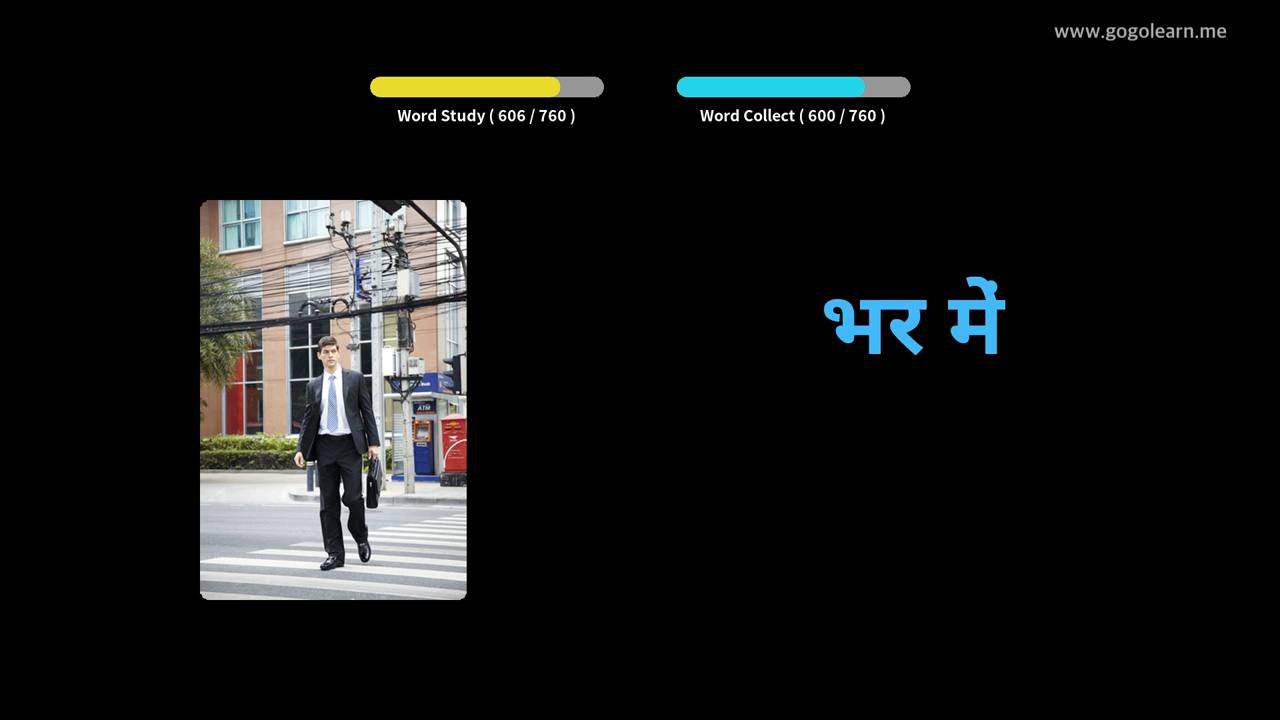 www.gogolearn.me
Word Study ( 606 / 760 )
Word Collect ( 600 / 760 )
भर में
ATM